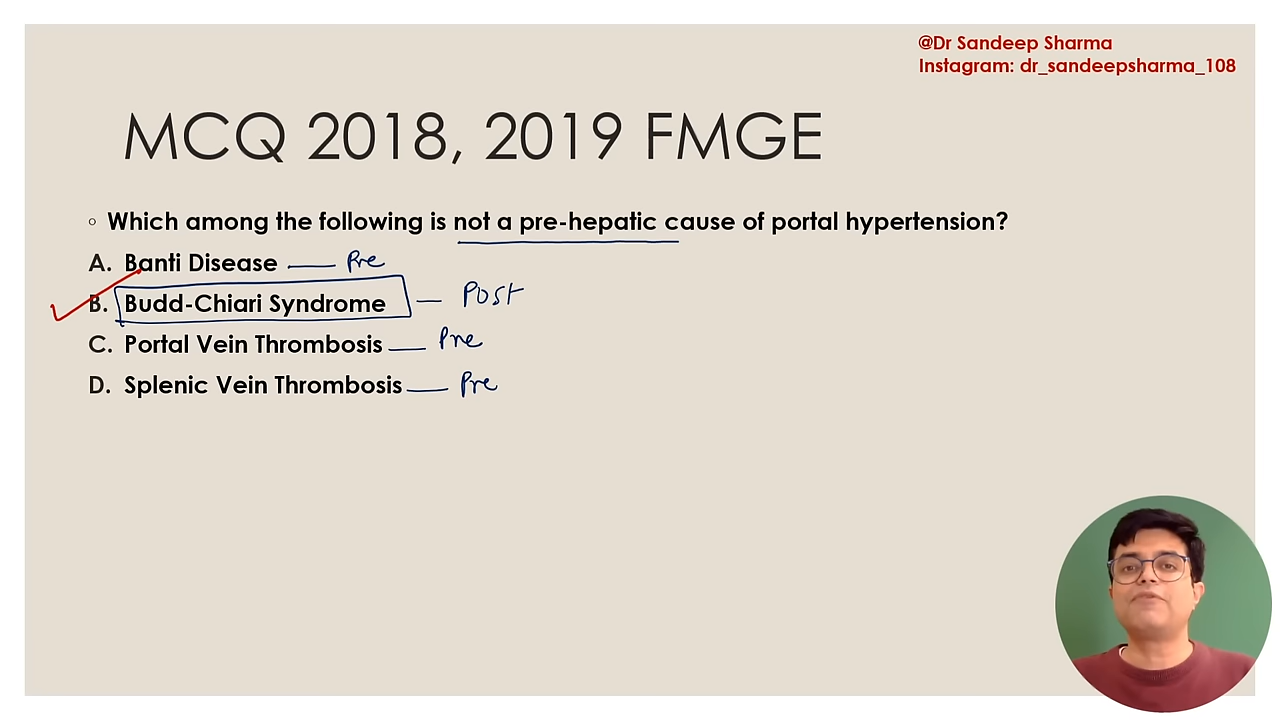 @Dr Sandeep Sharma
Instagram: dr_sandeepsharma_108
MCQ 2018, 2019 FMGE
Which among the following is not a pre-hepatic cause of portal hypertension?
A. Banti Disease — Pre
B. Budd-Chiari Syndrome — Post
C. Portal Vein Thrombosis — Pre
D. Splenic Vein Thrombosis — Pre